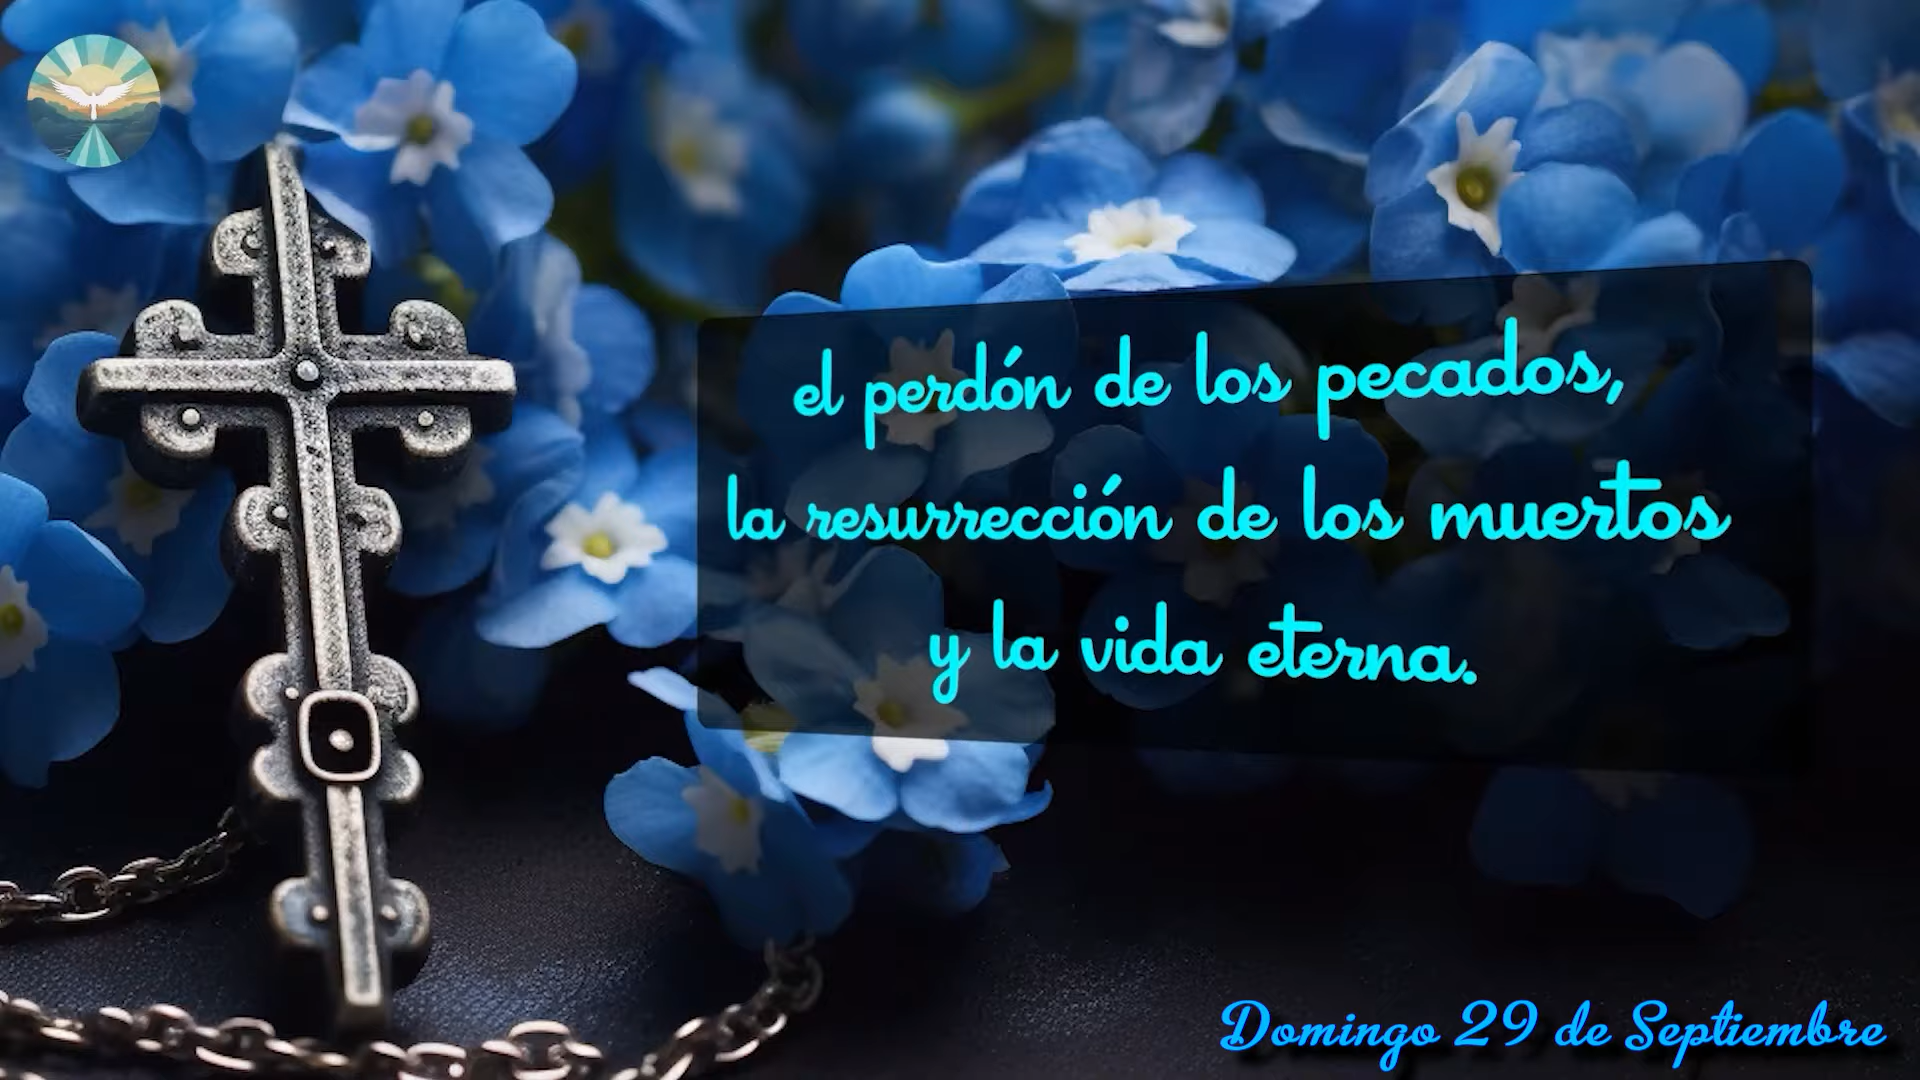 el perdón de los pecados,
la resurrección de los muertos
y la vida eterna.
Domingo 29 de Septiembre